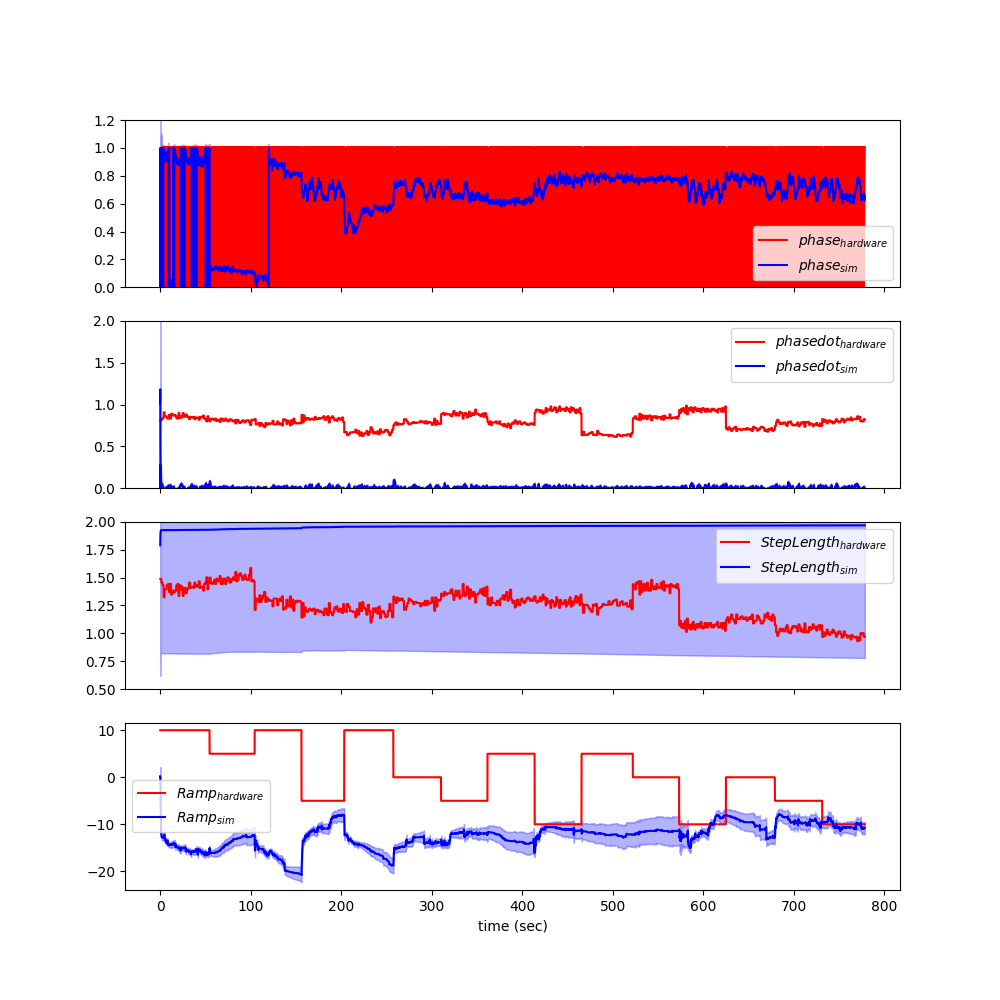 1.2
1.0
0.8
0.6
0.4
0.2
0.0
phase_hardware
phase_sim
2.0
1.5
1.0
0.5
0.0
phasedot_hardware
phasedot_sim
2.00
1.75
1.50
1.25
1.00
0.75
0.50
StepLength_hardware
StepLength_sim
10
0
−10
−20
Ramp_hardware
Ramp_sim
0 100 200 300 400 500 600 700 800
time (sec)